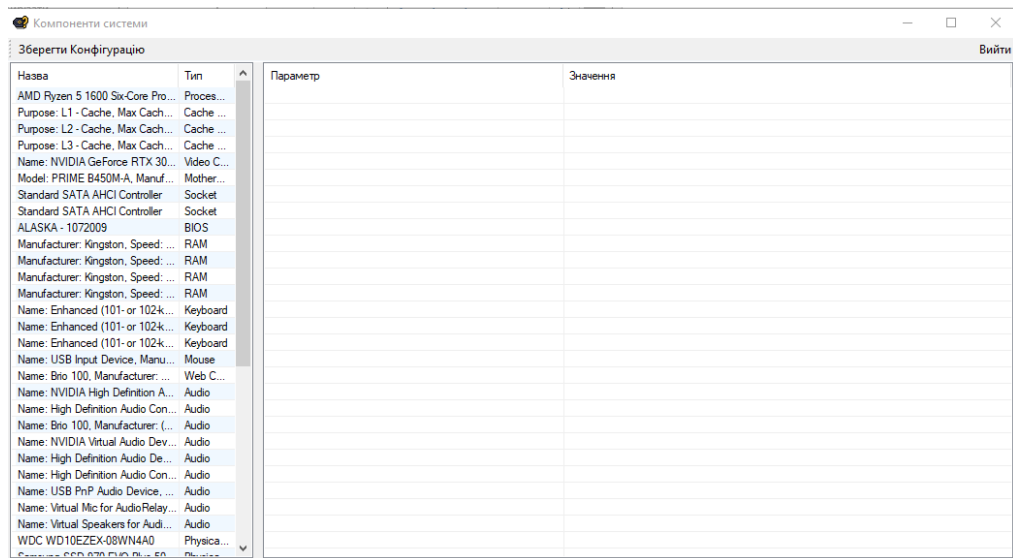 Компоненти системи
Зберегти Конфігурацію Вийти
Назва Тип Параметр Значення
AMD Ryzen 5 1600 Six-Core Pro... Proces...
Purpose: L1 - Cache, Max Cach... Cache ...
Purpose: L2 - Cache, Max Cach... Cache ...
Purpose: L3 - Cache, Max Cach... Cache ...
Name: NVIDIA GeForce RTX 30... Video C...
Model: PRIME B450M-A, Manuf... Mother...
Standard SATA AHCI Controller Socket
Standard SATA AHCI Controller Socket
ALASKA - 1072009 BIOS
Manufacturer: Kingston, Speed: ... RAM
Manufacturer: Kingston, Speed: ... RAM
Manufacturer: Kingston, Speed: ... RAM
Manufacturer: Kingston, Speed: ... RAM
Name: Enhanced (101- or 102-k... Keyboard
Name: Enhanced (101- or 102-k... Keyboard
Name: Enhanced (101- or 102-k... Keyboard
Name: USB Input Device, Manu... Mouse
Name: Brio 100, Manufacturer: ... Web C...
Name: NVIDIA High Definition A... Audio
Name: High Definition Audio Con... Audio
Name: Brio 100, Manufacturer: (... Audio
Name: NVIDIA Virtual Audio Dev... Audio
Name: High Definition Audio De... Audio
Name: High Definition Audio Con... Audio
Name: USB PnP Audio Device, ... Audio
Name: Virtual Mic for AudioRelay... Audio
Name: Virtual Speakers for Audi... Audio
WDC WD10EZEX-08WN4A0 Physica...
Samsung SSD 970 EVO Plus 50... Physica...